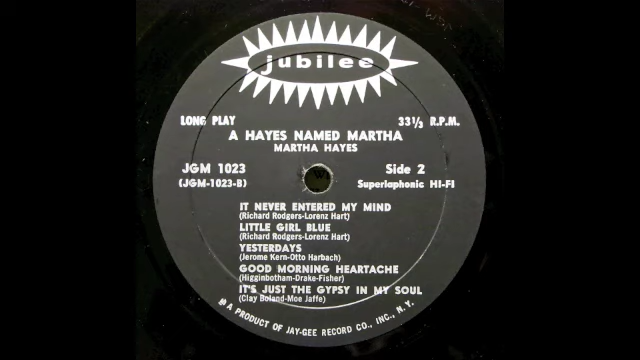 jubilee
LONG PLAY 33 1/3 R.P.M.
A HAYES NAMED MARTHA
MARTHA HAYES
JGM 1023 Side 2
(JGM-1023-B) Superlaphonic HI-FI
IT NEVER ENTERED MY MIND
(Richard Rodgers-Lorenz Hart)
LITTLE GIRL BLUE
(Richard Rodgers-Lorenz Hart)
YESTERDAYS
(Jerome Kern-Otto Harbach)
GOOD MORNING HEARTACHE
(Higginbotham-Drake-Fisher)
IT'S JUST THE GYPSY IN MY SOUL
(Clay Boland-Moe Jaffe)
A PRODUCT OF JAY-GEE RECORD CO., INC., N.Y.